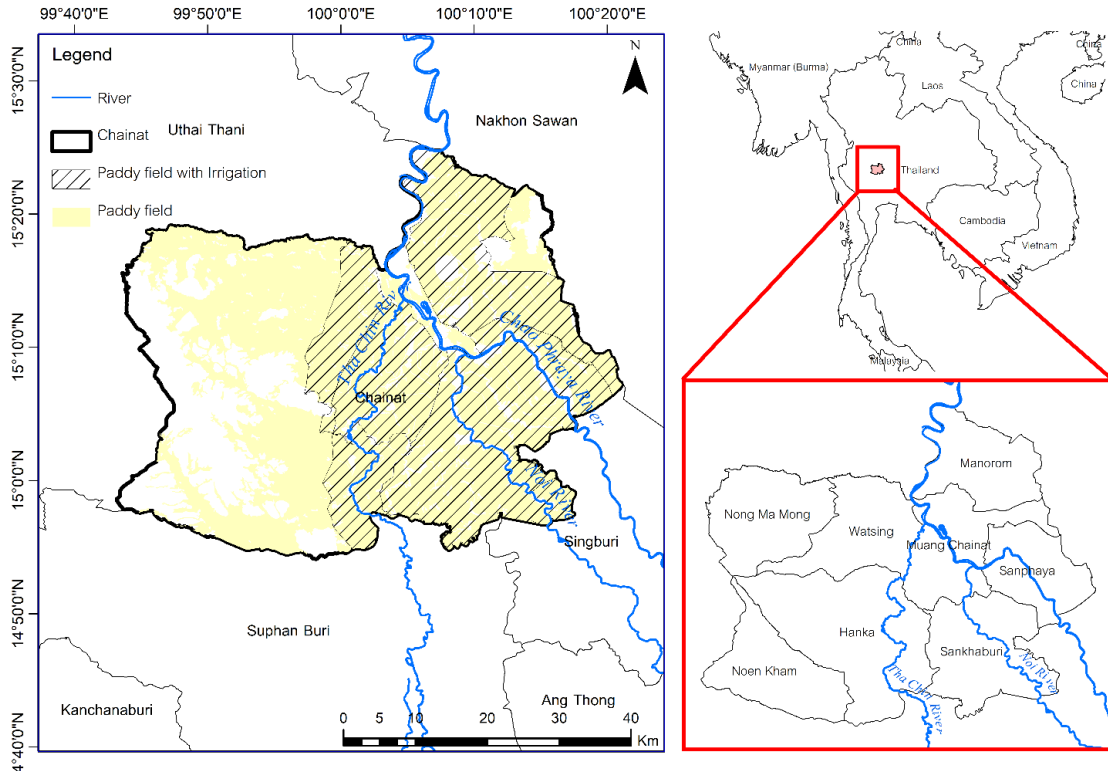 99°40'0"E
99°50'0"E
100°0'0"E
100°10'0"E
100°20'0"E
15°30'0"N
15°20'0"N
15°10'0"N
15°0'0"N
14°50'0"N
4°40'0"N
Legend
River
Chainat
Paddy field with Irrigation
Paddy field
N
Uthai Thani
Nakhon Sawan
Tha Chin Riv
Chao Phraya River
Chainat
Noi River
Singburi
Suphan Buri
Ang Thong
Kanchanaburi
0 5 10 20 30 40
Km
China
China
China
Myanmar (Burma)
Laos
Thailand
Cambodia
Vietnam
Malaysia
Manorom
Nong Ma Mong
Watsing
Muang Chainat
Sanphaya
Hanka
Sankhaburi
Noi River
Noen Kham
Tha Chin River